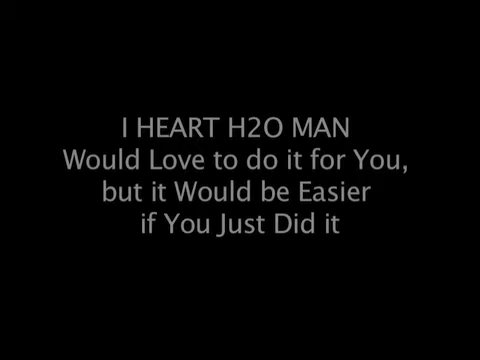 I HEART H2O MAN
Would Love to do it for You,
but it Would be Easier
if You Just Did it